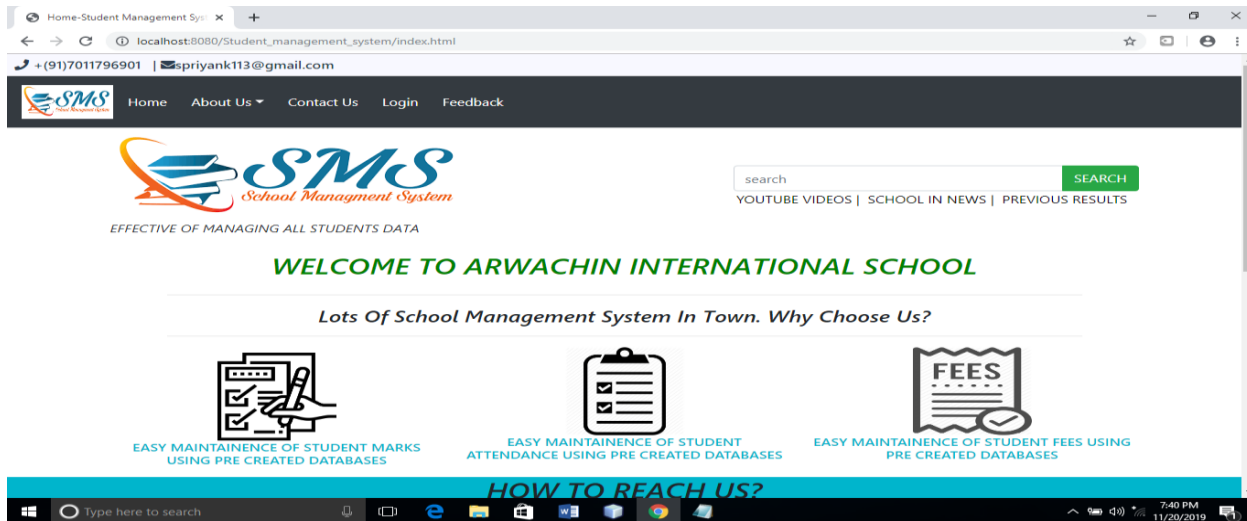 Home-Student Management Sys
localhost:8080/Student_management_system/index.html
+(91)7011796901 | spriyank113@gmail.com
SMS Home About Us Contact Us Login Feedback
SMS
School Managment System
EFFECTIVE OF MANAGING ALL STUDENTS DATA
search SEARCH
YOUTUBE VIDEOS | SCHOOL IN NEWS | PREVIOUS RESULTS
WELCOME TO ARWACHIN INTERNATIONAL SCHOOL
Lots Of School Management System In Town. Why Choose Us?
EASY MAINTAINENCE OF STUDENT MARKS
USING PRE CREATED DATABASES
EASY MAINTAINENCE OF STUDENT
ATTENDANCE USING PRE CREATED DATABASES
FEES
EASY MAINTAINENCE OF STUDENT FEES USING
PRE CREATED DATABASES
HOW TO REACH US?
Type here to search
7:40 PM
11/20/2019